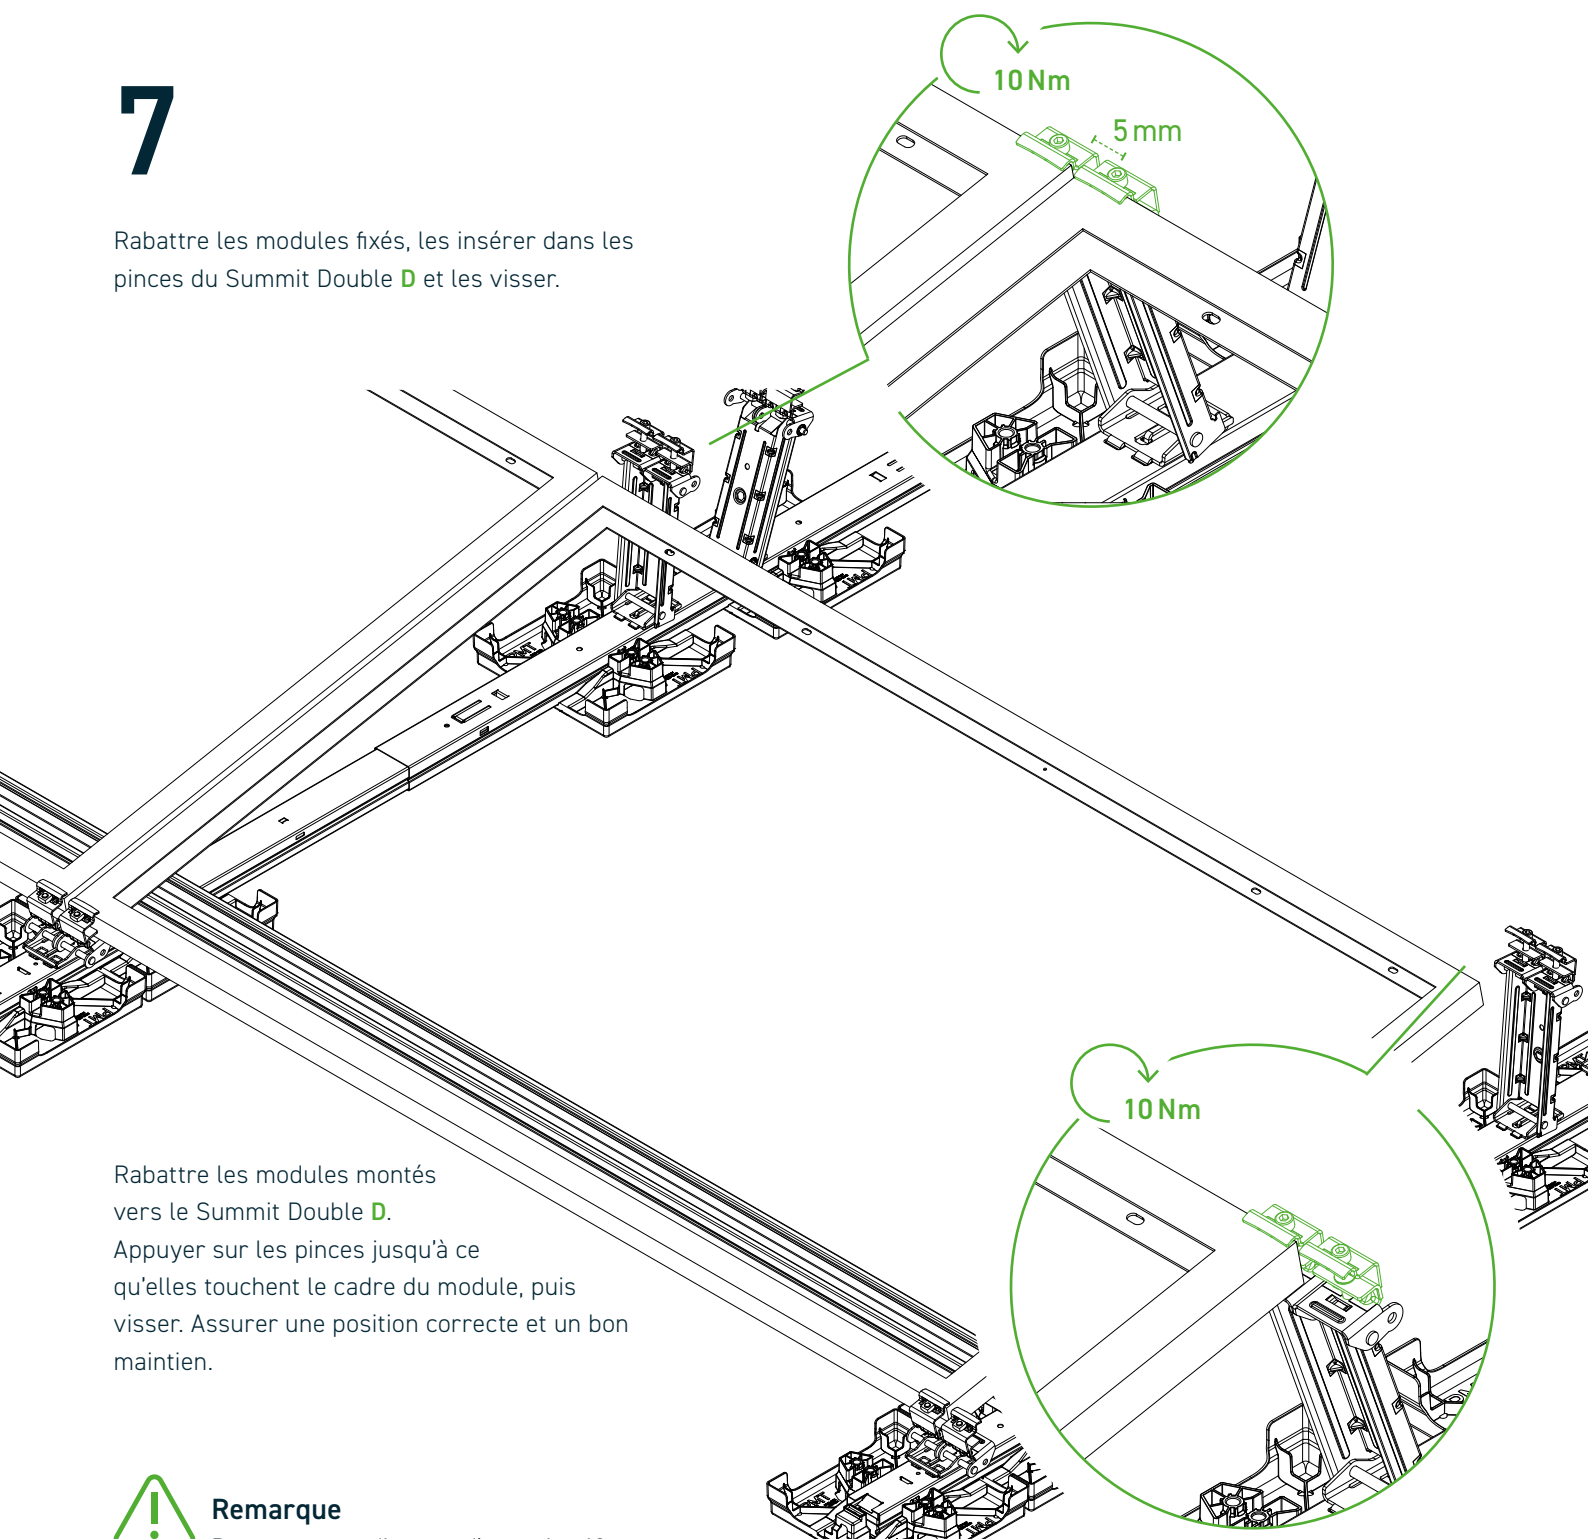 7
Rabattre les modules fixés, les insérer dans les
pinces du Summit Double D et les visser.
10 Nm
5 mm
Rabattre les modules montés
vers le Summit Double D.
Appuyer sur les pinces jusqu'à ce
qu'elles touchent le cadre du module, puis
visser. Assurer une position correcte et un bon
maintien.
10 Nm
Remarque